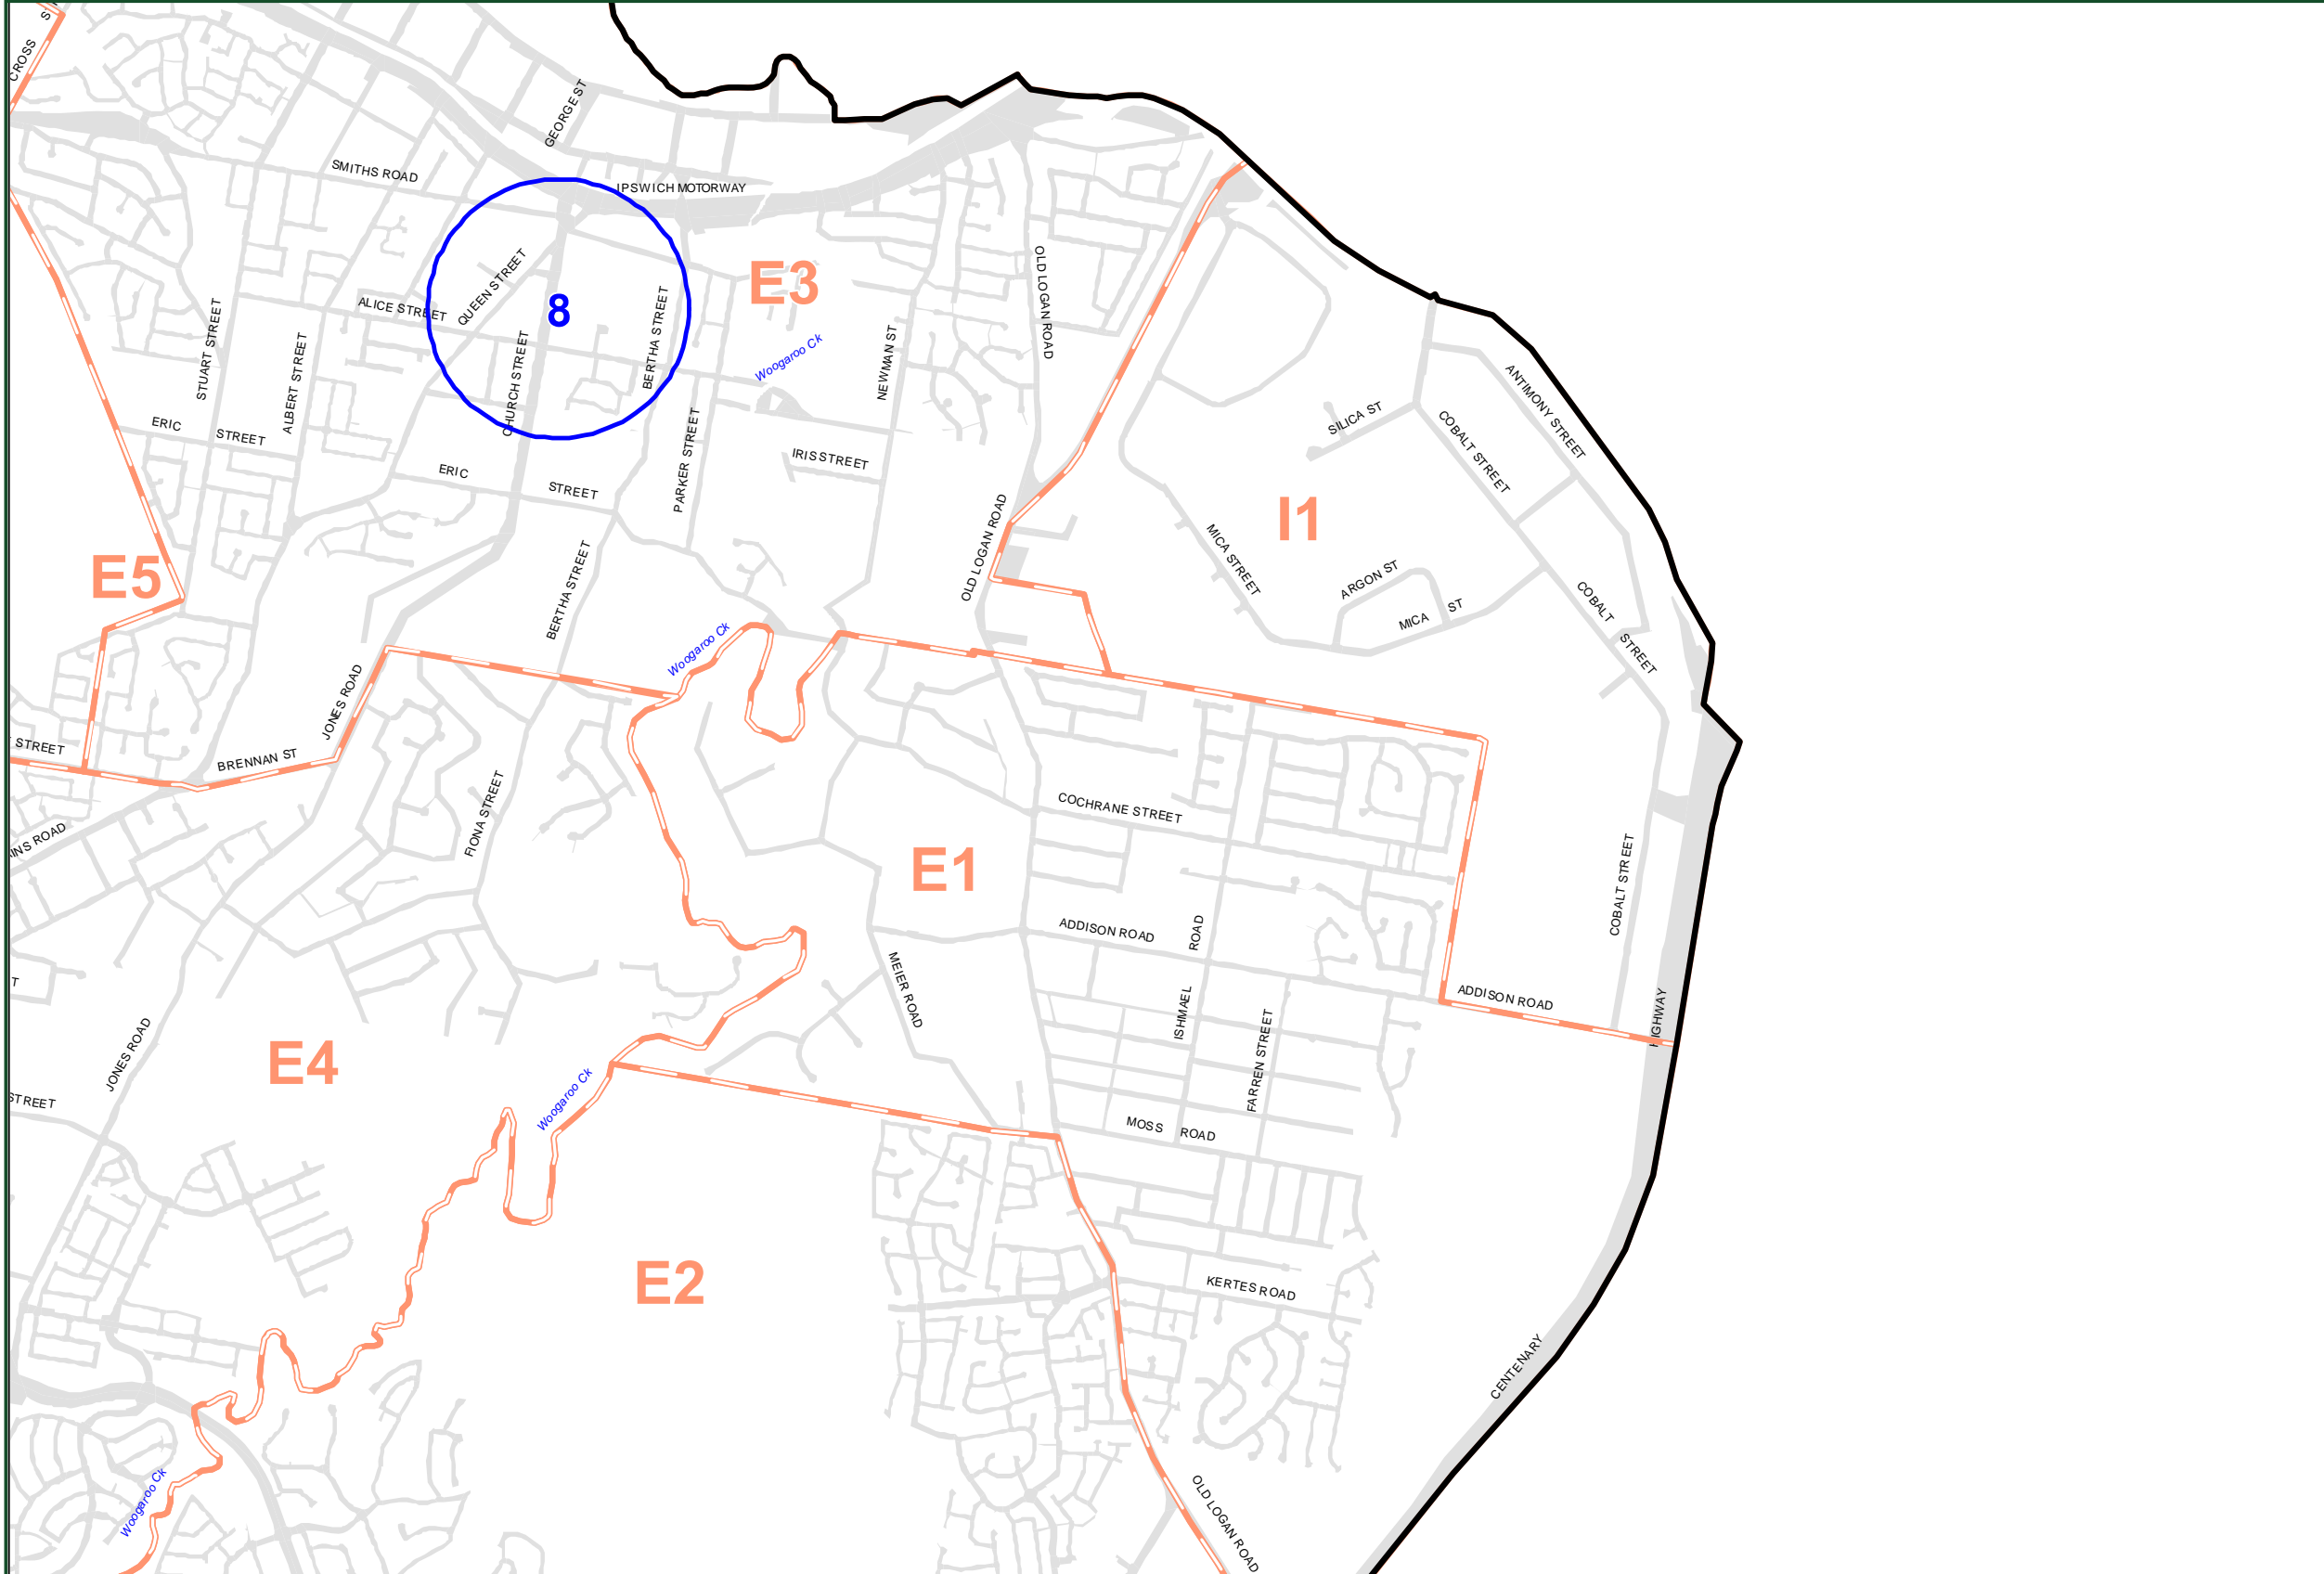 CROSS
GEORGE ST
SMITHS ROAD
IPSWICH MOTORWAY
QUEEN STREET
E3
OLD LOGAN ROAD
ALICE STREET
8
BERTHA STREET
STUART STREET
ALBERT STREET
CHURCH STREET
Woogaroo Ck
NEWMAN ST
ANTIMONY STREET
SILICA ST
COBALT STREET
ERIC
STREET
PARKER STREET
IRIS STREET
ERIC
STREET
I1
OLD LOGAN ROAD
MICA STREET
E5
BERTHA STREET
ARGON ST
MICA
ST
COBALT
STREET
Woogaroo Ck
JONES ROAD
STREET
BRENNAN ST
FIONA STREET
COCHRANE STREET
INS ROAD
E1
COBALT STREET
ADDISON ROAD
ROAD
MEIER ROAD
T
ISHMAEL
ADDISON ROAD
HIGHWAY
FARREN STREET
JONES ROAD
E4
Woogaroo Ck
STREET
MOSS
ROAD
E2
KERTES ROAD
CENTENARY
Woogaroo Ck
OLD LOGAN ROAD